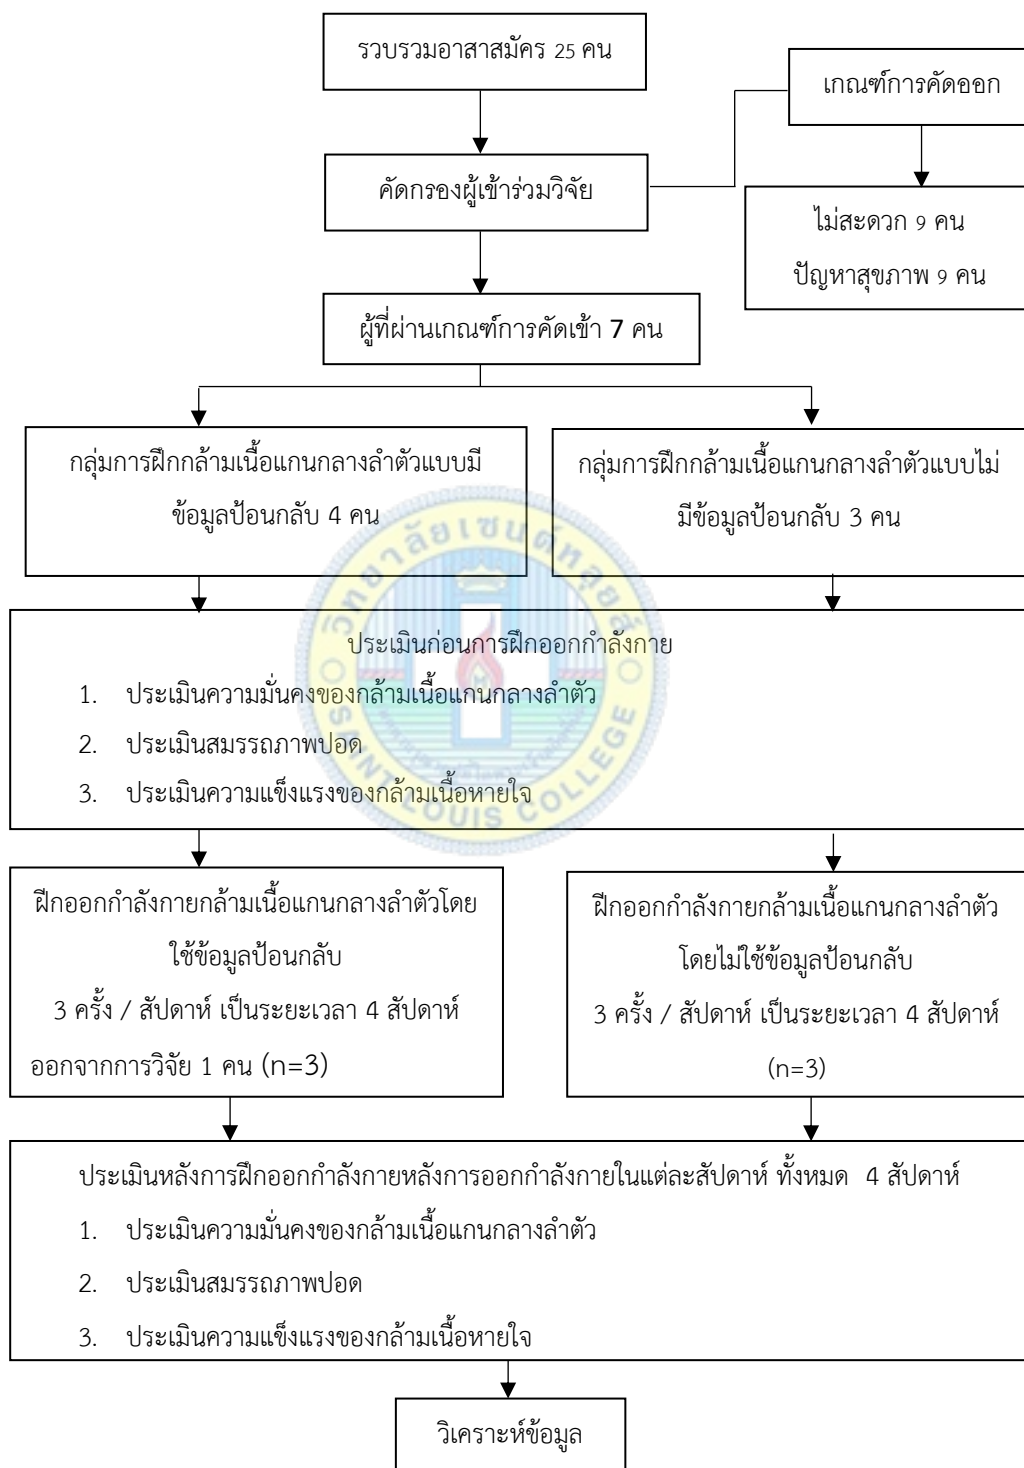 รวบรวมอาสาสมัคร 25 คน
เกณฑ์การคัดออก
คัดกรองผู้เข้าร่วมวิจัย
ไม่สะดวก 9 คน
ปัญหาสุขภาพ 9 คน
ผู้ที่ผ่านเกณฑ์การคัดเข้า 7 คน
กลุ่มการฝึกกล้ามเนื้อแกนกลางลำตัวแบบมี
ข้อมูลป้อนกลับ 4 คน
กลุ่มการฝึกกล้ามเนื้อแกนกลางลำตัวแบบไม่
มีข้อมูลป้อนกลับ 3 คน
วิทยาลัยเซนต์หลุยส์
SAINT LOUIS COLLEGE
ประเมินก่อนการฝึกออกกำลังกาย
1. ประเมินความมั่นคงของกล้ามเนื้อแกนกลางลำตัว
2. ประเมินสมรรถภาพปอด
3. ประเมินความแข็งแรงของกล้ามเนื้อหายใจ
ฝึกออกกำลังกายกล้ามเนื้อแกนกลางลำตัวโดย
ใช้ข้อมูลป้อนกลับ
3 ครั้ง / สัปดาห์ เป็นระยะเวลา 4 สัปดาห์
ออกจากการวิจัย 1 คน (n=3)
ฝึกออกกำลังกายกล้ามเนื้อแกนกลางลำตัว
โดยไม่ใช้ข้อมูลป้อนกลับ
3 ครั้ง / สัปดาห์ เป็นระยะเวลา 4 สัปดาห์
(n=3)
ประเมินหลังการฝึกออกกำลังกายหลังการออกกำลังกายในแต่ละสัปดาห์ ทั้งหมด 4 สัปดาห์
1. ประเมินความมั่นคงของกล้ามเนื้อแกนกลางลำตัว
2. ประเมินสมรรถภาพปอด
3. ประเมินความแข็งแรงของกล้ามเนื้อหายใจ
วิเคราะห์ข้อมูล